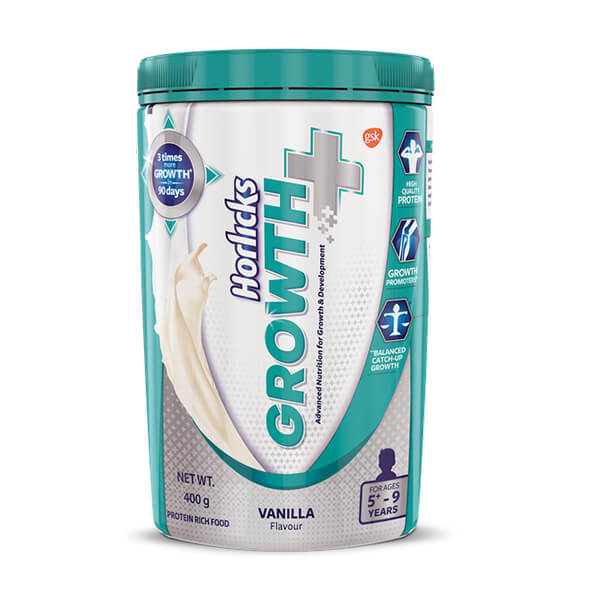 3 times
more
GROWTH*
in
90 days
Horlicks
GROWTH+
Advanced Nutrition for Growth & Development
gsk
HIGH
QUALITY
PROTEIN
GROWTH
PROMOTERS
BALANCED
CATCH-UP
GROWTH
NET WT.
400 g
PROTEIN RICH FOOD
VANILLA
Flavour
FOR AGES
5+ - 9
YEARS